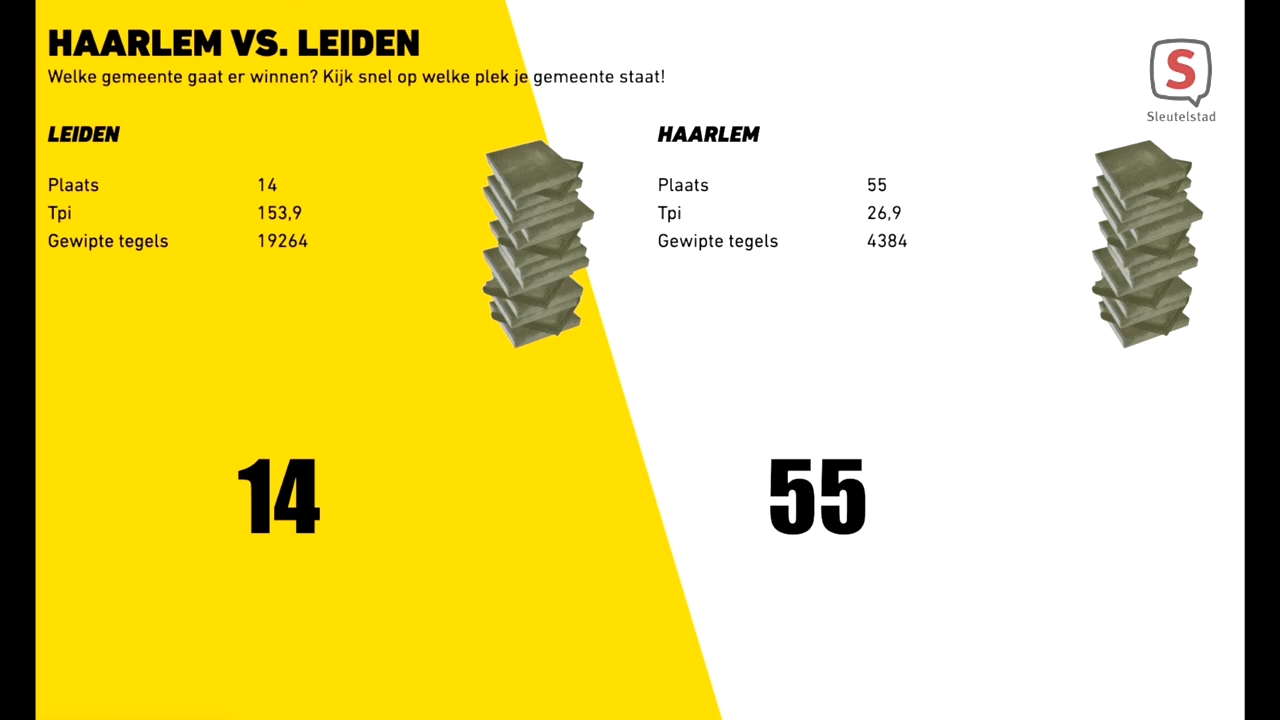 HAARLEM VS. LEIDEN
Welke gemeente gaat er winnen? Kijk snel op welke plek je gemeente staat!
S
Sleutelstad
LEIDEN
Plaats 14
Tpi 153,9
Gewipte tegels 19264
HAARLEM
Plaats 55
Tpi 26,9
Gewipte tegels 4384
14
55